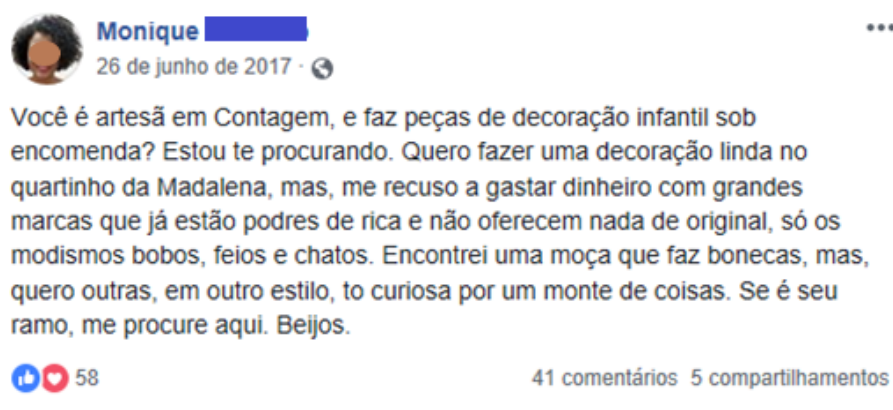 Monique
26 de junho de 2017 ·
Você é artesã em Contagem, e faz peças de decoração infantil sob
encomenda? Estou te procurando. Quero fazer uma decoração linda no
quartinho da Madalena, mas, me recuso a gastar dinheiro com grandes
marcas que já estão podres de rica e não oferecem nada de original, só os
modismos bobos, feios e chatos. Encontrei uma moça que faz bonecas, mas,
quero outras, em outro estilo, to curiosa por um monte de coisas. Se é seu
ramo, me procure aqui. Beijos.
58 41 comentários 5 compartilhamentos